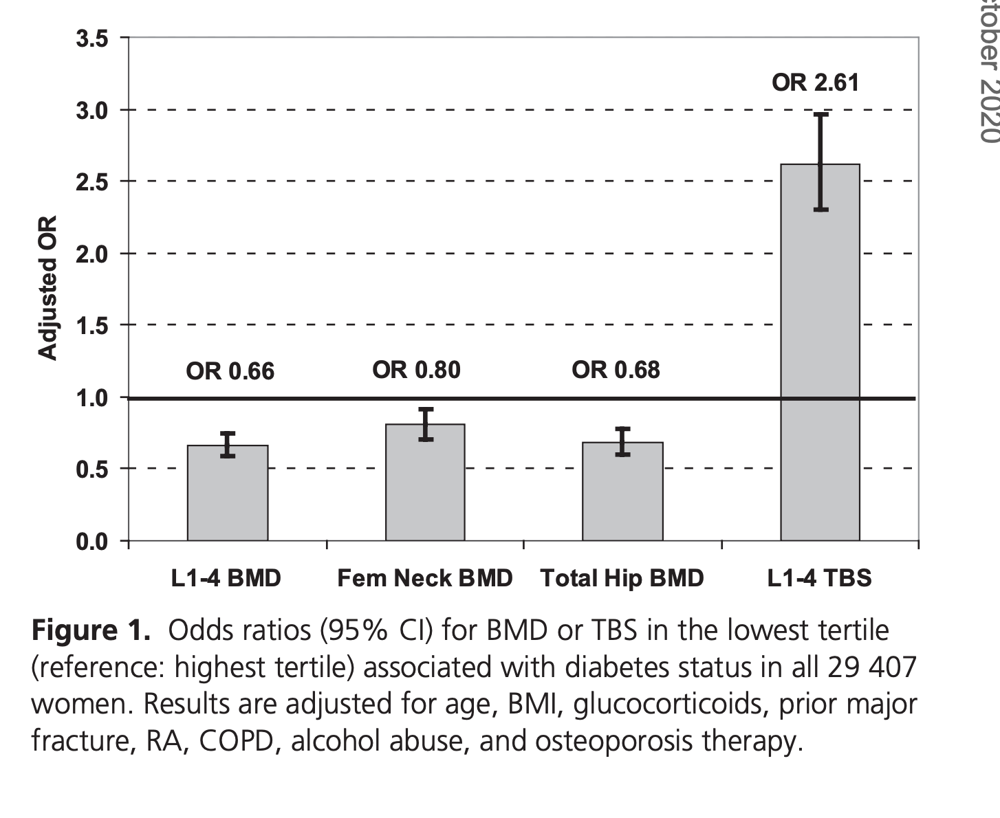 3.5
OR 2.61
3.0
2.5
2.0
1.5
OR 0.66 OR 0.80 OR 0.68
1.0
0.5
0.0
Adjusted OR
L1-4 BMD Fem Neck BMD Total Hip BMD L1-4 TBS
Figure 1. Odds ratios (95% CI) for BMD or TBS in the lowest tertile
(reference: highest tertile) associated with diabetes status in all 29 407
women. Results are adjusted for age, BMI, glucocorticoids, prior major
fracture, RA, COPD, alcohol abuse, and osteoporosis therapy.
2020